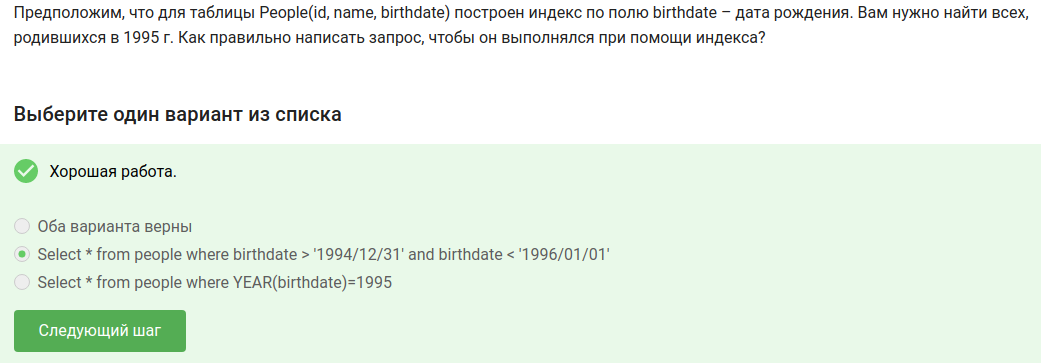 Предположим, что для таблицы People(id, name, birthdate) построен индекс по полю birthdate – дата рождения. Вам нужно найти всех,
родившихся в 1995 г. Как правильно написать запрос, чтобы он выполнялся при помощи индекса?
Выберите один вариант из списка
Хорошая работа.
Оба варианта верны
Select * from people where birthdate > '1994/12/31' and birthdate < '1996/01/01'
Select * from people where YEAR(birthdate)=1995
Следующий шаг